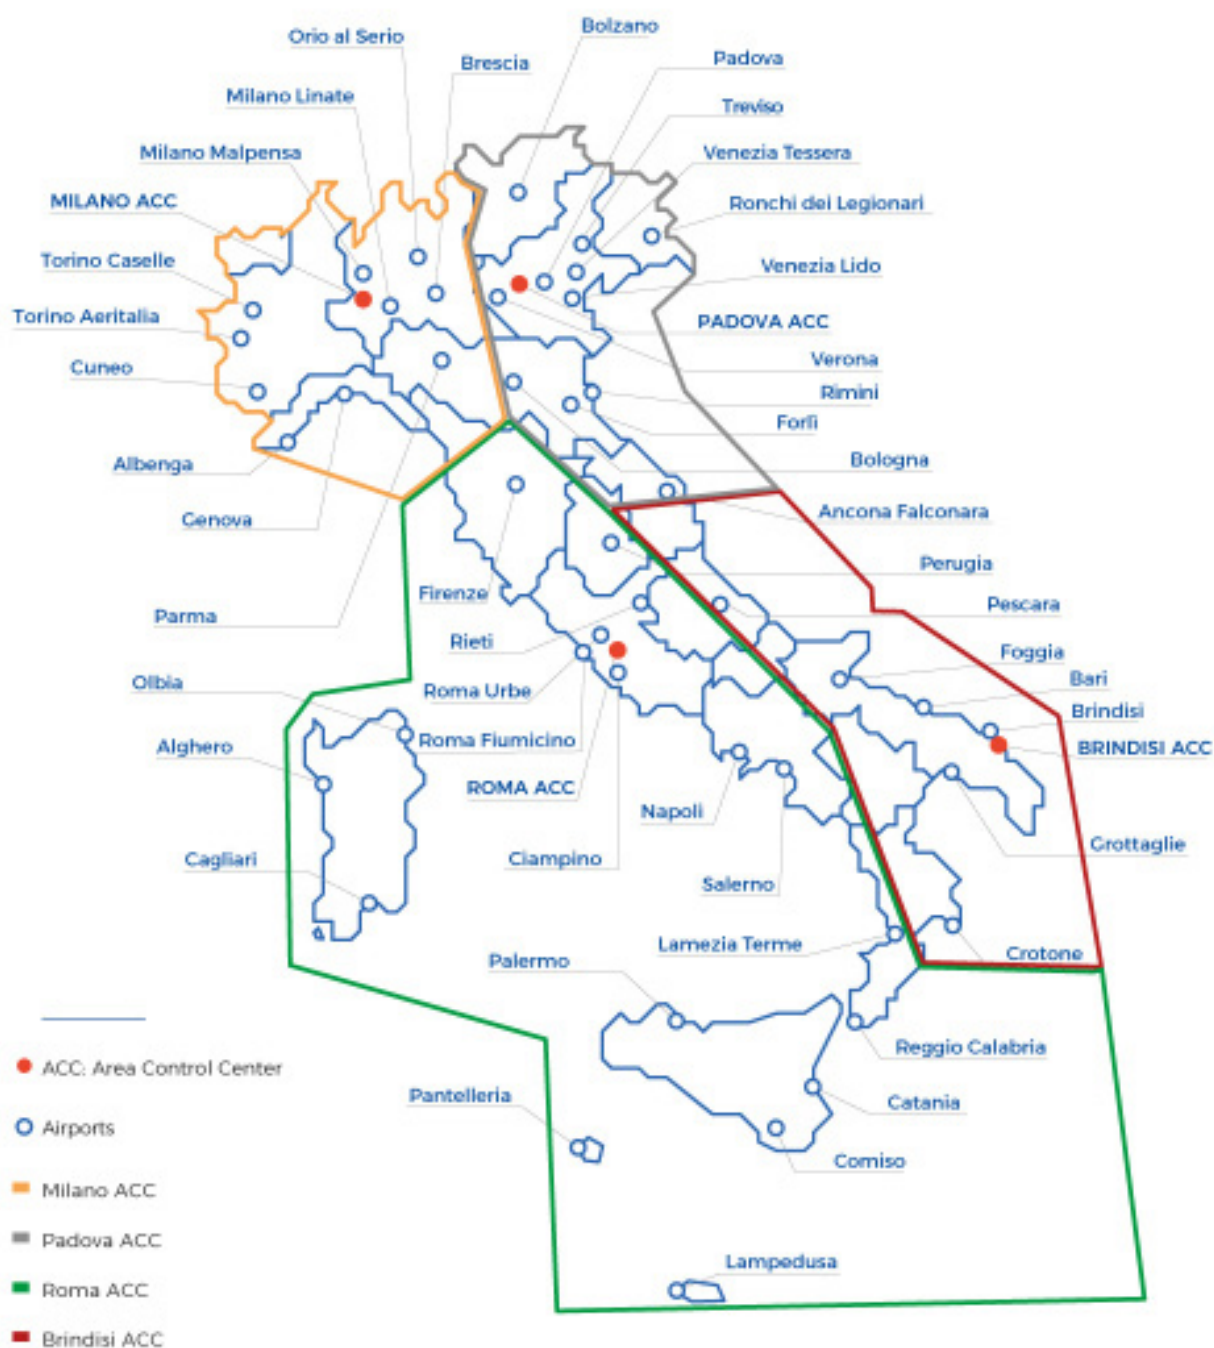 Bolzano
Orio al Serio
Padova
Brescia
Milano Linate
Treviso
Milano Malpensa
Venezia Tessera
MILANO ACC
Ronchi dei Legionari
Torino Caselle
Venezia Lido
Torino Aeritalia
PADOVA ACC
Verona
Cuneo
Rimini
Forlì
Bologna
Albenga
Ancona Falconara
Genova
Perugia
Firenze
Pescara
Parma
Rieti
Foggia
Bari
Olbia
Roma Urbe
Brindisi
Roma Fiumicino
Alghero
BRINDISI ACC
ROMA ACC
Napoli
Grottaglie
Cagliari
Ciampino
Salerno
Lamezia Terme
Crotone
Palermo
Reggio Calabria
ACC: Area Control Center
Pantelleria
Catania
Airports
Comiso
Milano ACC
Padova ACC
Lampedusa
Roma ACC
Brindisi ACC